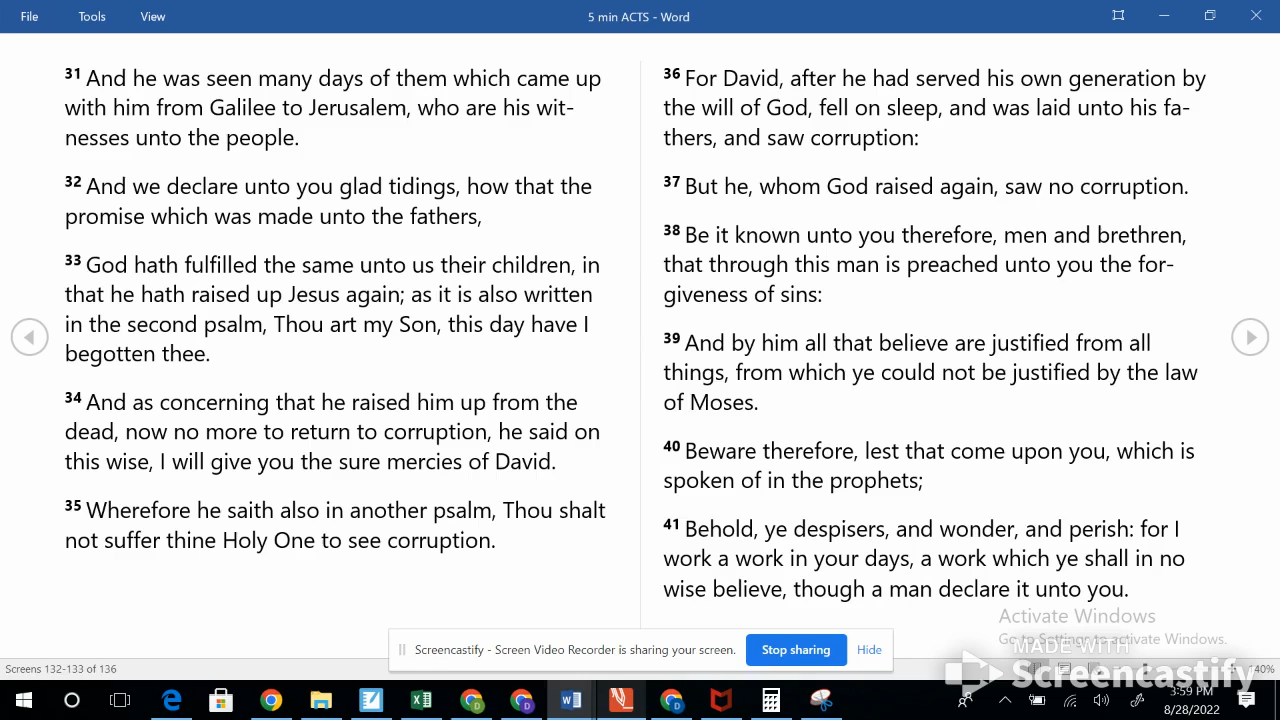 File Tools View 5 min ACTS - Word
31 And he was seen many days of them which came up
with him from Galilee to Jerusalem, who are his wit-
nesses unto the people.
32 And we declare unto you glad tidings, how that the
promise which was made unto the fathers,
33 God hath fulfilled the same unto us their children, in
that he hath raised up Jesus again; as it is also written
in the second psalm, Thou art my Son, this day have I
begotten thee.
34 And as concerning that he raised him up from the
dead, now no more to return to corruption, he said on
this wise, I will give you the sure mercies of David.
35 Wherefore he saith also in another psalm, Thou shalt
not suffer thine Holy One to see corruption.
36 For David, after he had served his own generation by
the will of God, fell on sleep, and was laid unto his fa-
thers, and saw corruption:
37 But he, whom God raised again, saw no corruption.
38 Be it known unto you therefore, men and brethren,
that through this man is preached unto you the for-
giveness of sins:
39 And by him all that believe are justified from all
things, from which ye could not be justified by the law
of Moses.
40 Beware therefore, lest that come upon you, which is
spoken of in the prophets;
41 Behold, ye despisers, and wonder, and perish: for I
work a work in your days, a work which ye shall in no
wise believe, though a man declare it unto you.
Activate Windows
Go to Settings to activate Windows.
MADE WITH
Screencastify
Screencastify - Screen Video Recorder is sharing your screen. Stop sharing Hide
Screens 132-133 of 136
140%
3:59 PM
8/28/2022